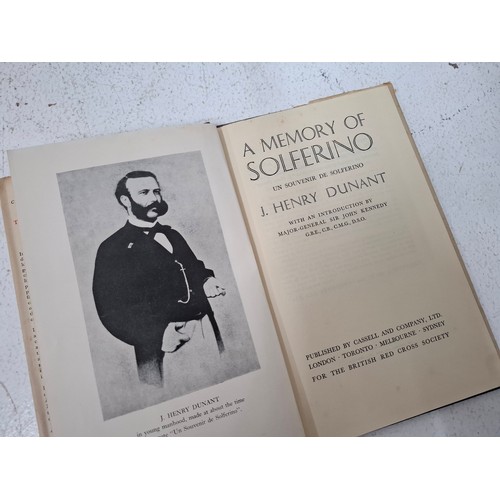 J. HENRY DUNANT
in young manhood, made at about the time
"Un Souvenir de Solferino".
A MEMORY OF
SOLFERINO
UN SOUVENIR DE SOLFERINO
J. HENRY DUNANT
WITH AN INTRODUCTION BY
MAJOR-GENERAL SIR JOHN KENNEDY
G.B.E., C.B., C.M.G., D.S.O.
PUBLISHED BY CASSELL AND COMPANY, LTD.
LONDON · TORONTO · MELBOURNE · SYDNEY
FOR THE BRITISH RED CROSS SOCIETY